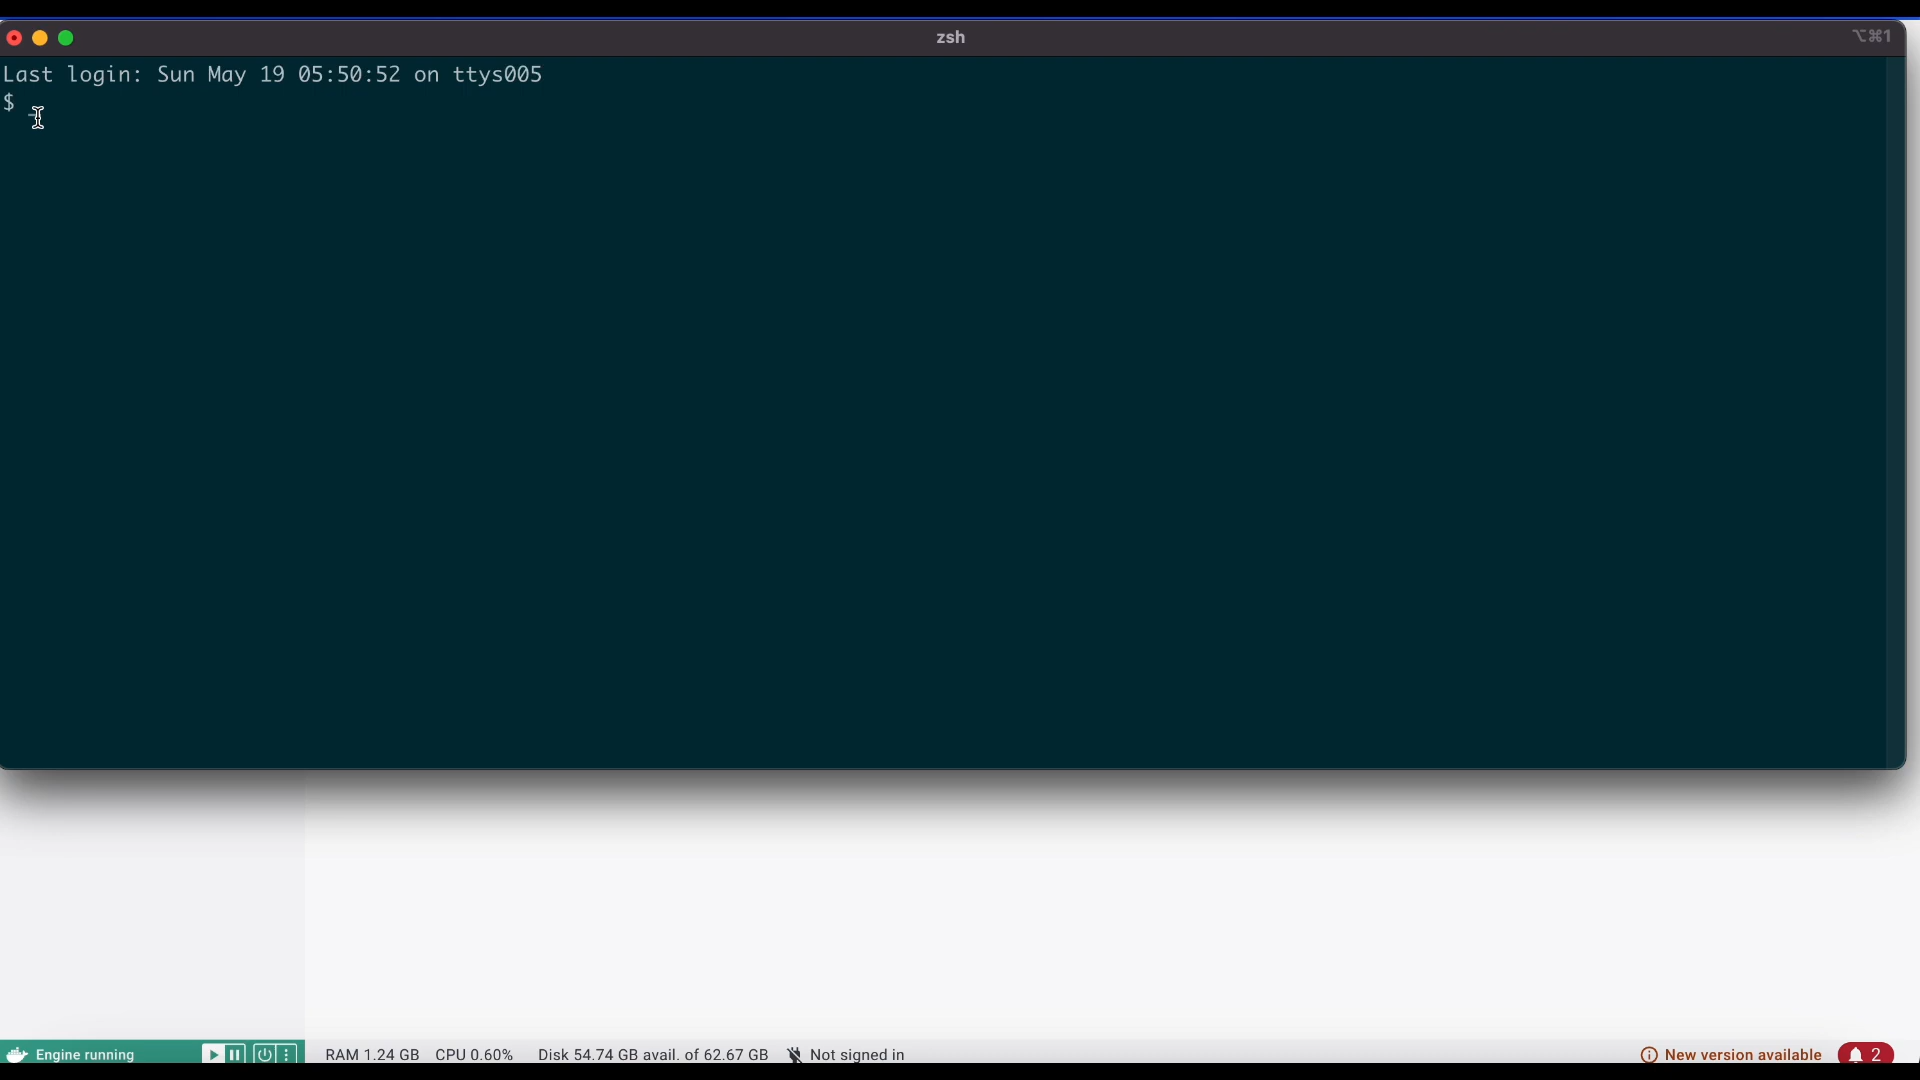 zsh
⌥⌘1
Last login: Sun May 19 05:50:52 on ttys005
$
Engine running
RAM 1.24 GB CPU 0.60% Disk 54.74 GB avail. of 62.67 GB Not signed in
New version available
2